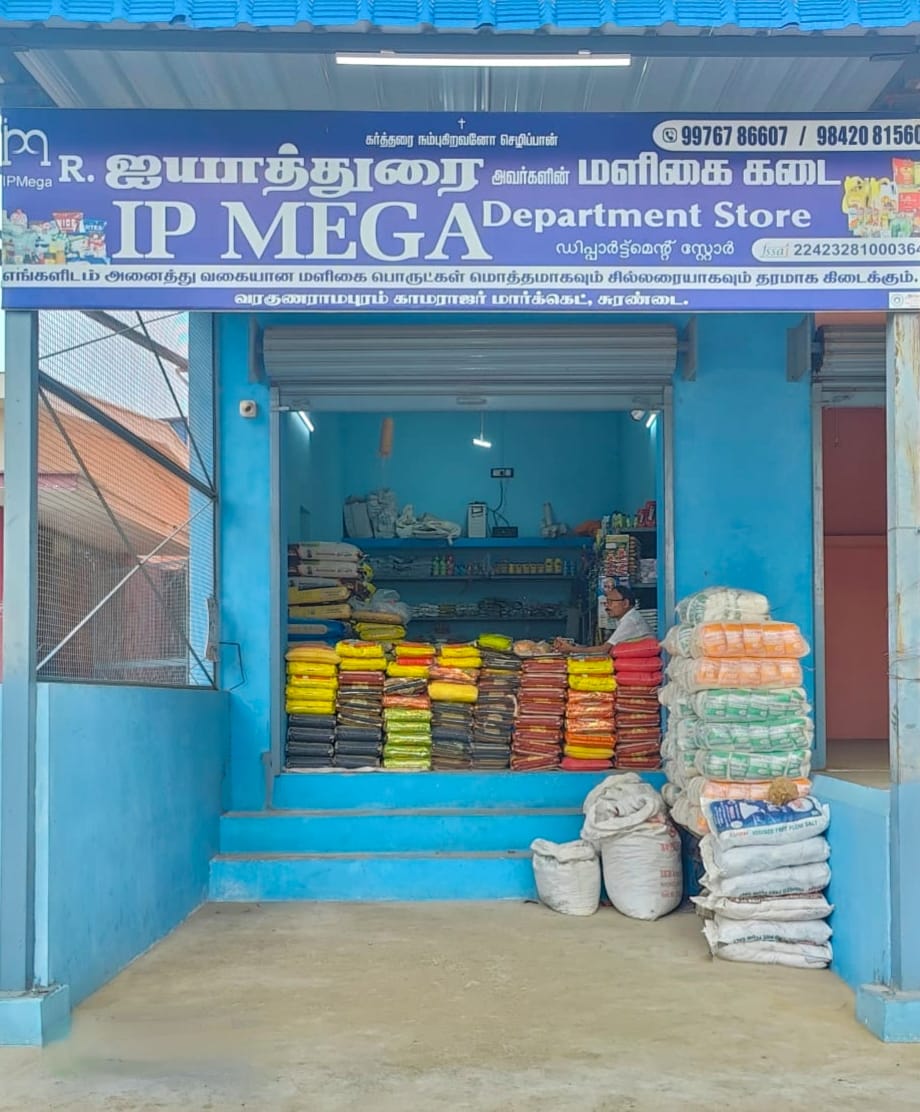 கர்த்தரை நம்புகிறவனோ செழிப்பான்
99767 86607 / 98420 81560
IPMega
R. ஐயாத்துரை அவர்களின் மளிகை கடை
IP MEGA Department Store
டிப்பார்ட்மென்ட் ஸ்டோர்
fssai 22423281000364
எங்களிடம் அனைத்து வகையான மளிகை பொருட்கள் மொத்தமாகவும் சில்லரையாகவும் தரமாக கிடைக்கும்.
வரகுணராமபுரம் காமராஜர் மார்க்கெட், சுரண்டை.